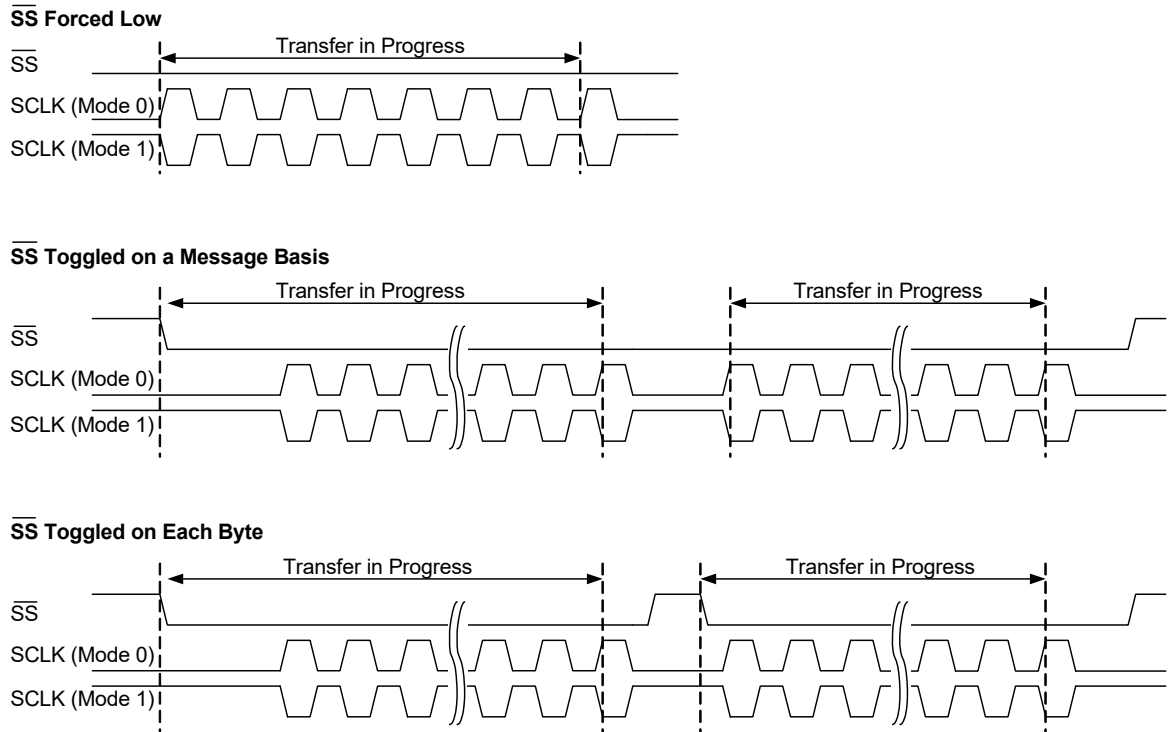 SS Forced Low
Transfer in Progress
SS
SCLK (Mode 0)
SCLK (Mode 1)
SS Toggled on a Message Basis
Transfer in Progress Transfer in Progress
SS
SCLK (Mode 0)
SCLK (Mode 1)
SS Toggled on Each Byte
Transfer in Progress Transfer in Progress
SS
SCLK (Mode 0)
SCLK (Mode 1)